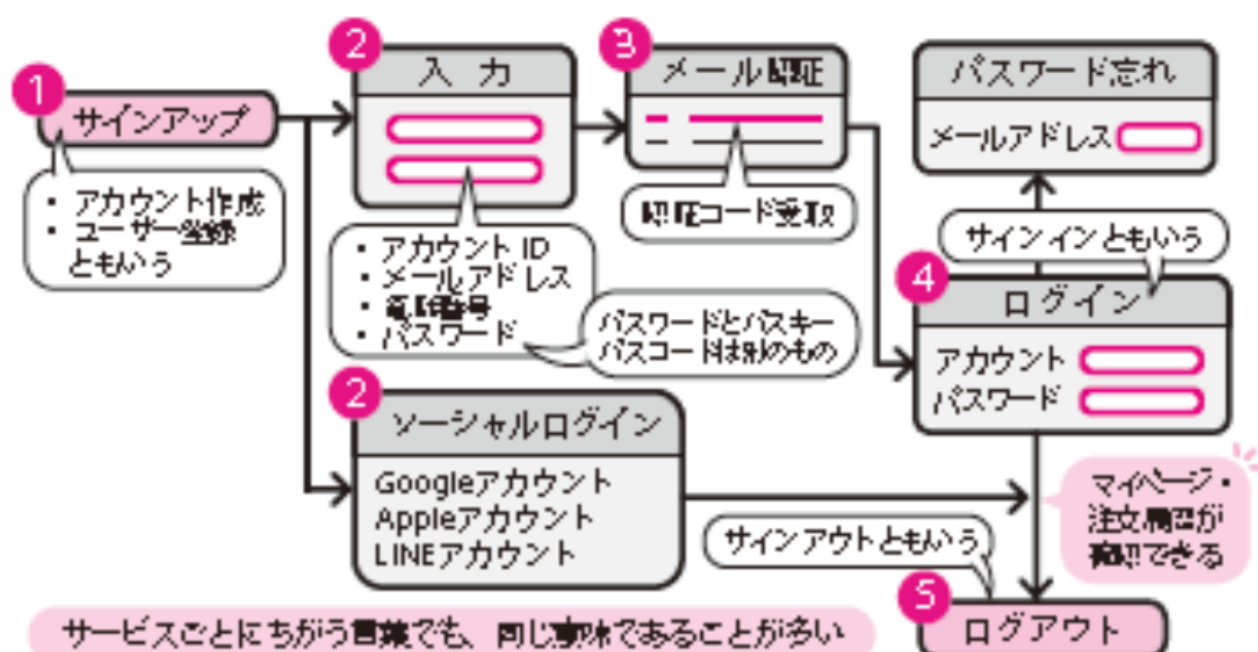 1
サインアップ
・アカウント作成
・ユーザー登録
ともいう
2
入力
・アカウント ID
・メールアドレス
・電話番号
・パスワード
パスワードとパスキー
パスコードは別のもの
3
メール認証
認証コード受取
パスワード忘れ
メールアドレス
サインインともいう
4
ログイン
アカウント
パスワード
2
ソーシャルログイン
Googleアカウント
Appleアカウント
LINEアカウント
マイページ・
注文履歴が
確認できる
サインアウトともいう
5
ログアウト
サービスごとにちがう言葉でも、同じ意味であることが多い